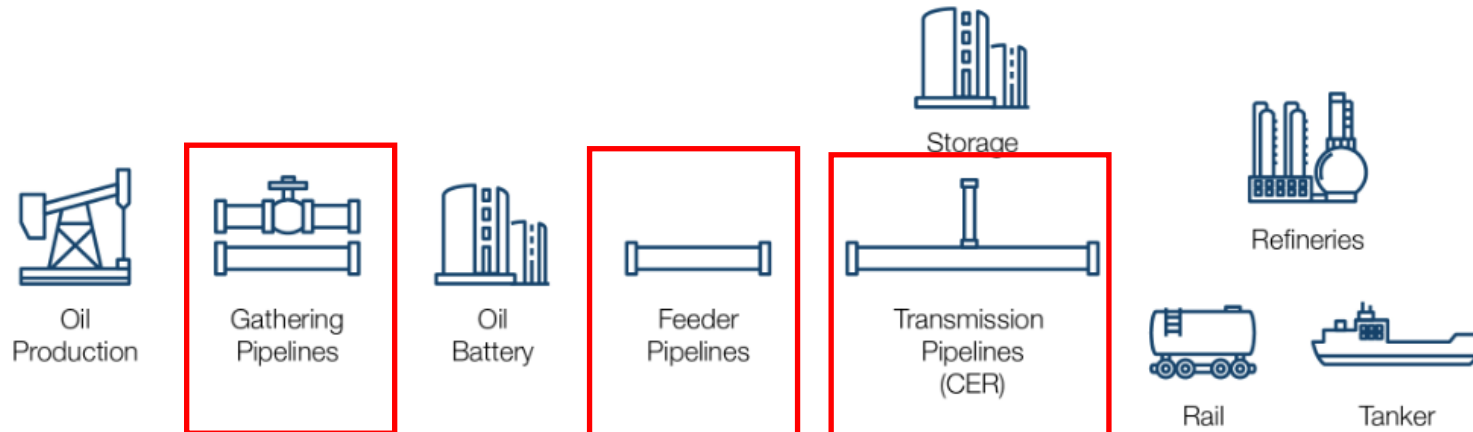 Storage
Refineries
Oil
Production
Gathering
Pipelines
Oil
Battery
Feeder
Pipelines
Transmission
Pipelines
(CER)
Rail
Tanker